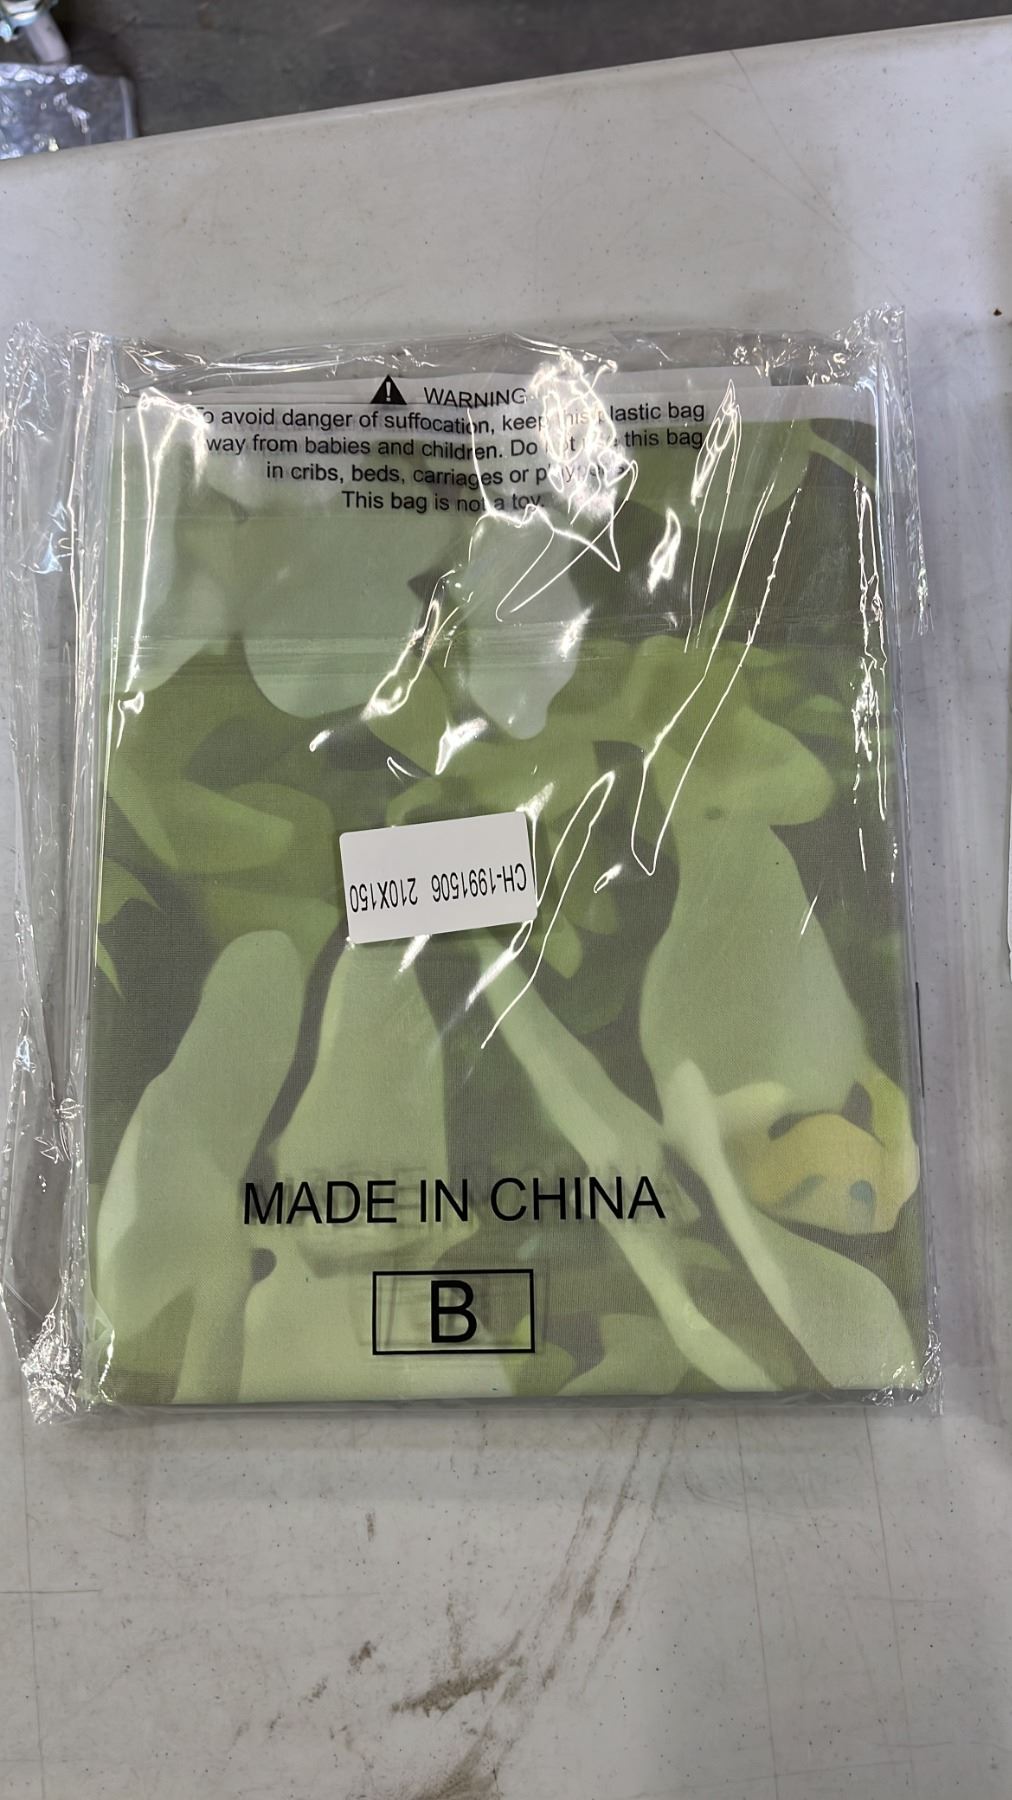 WARNING
To avoid danger of suffocation, keep this plastic bag
way from babies and children. Do not use this bag
in cribs, beds, carriages or playpens.
This bag is not a toy.
CH-1991506 210X150
MADE IN CHINA
B